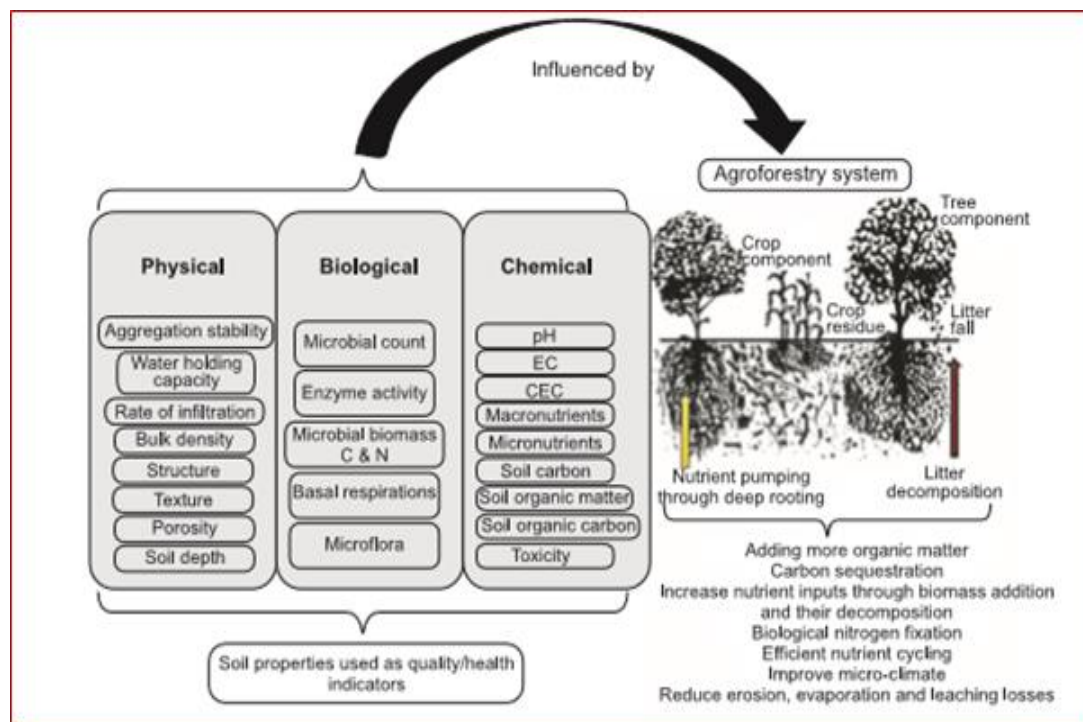 Influenced by
Agroforestry system
Physical
Aggregation stability
Water holding
capacity
Rate of infiltration
Bulk density
Structure
Texture
Porosity
Soil depth
Biological
Microbial count
Enzyme activity
Microbial biomass
C & N
Basal respirations
Microflora
Chemical
pH
EC
CEC
Macronutrients
Micronutrients
Soil carbon
Soil organic matter
Soil organic carbon
Toxicity
Soil properties used as quality/health
indicators
Tree
component
Crop
component
Crop
residue
Litter
fall
Nutrient pumping
through deep rooting
Litter
decomposition
Adding more organic matter
Carbon sequestration
Increase nutrient inputs through biomass addition
and their decomposition
Biological nitrogen fixation
Efficient nutrient cycling
Improve micro-climate
Reduce erosion, evaporation and leaching losses